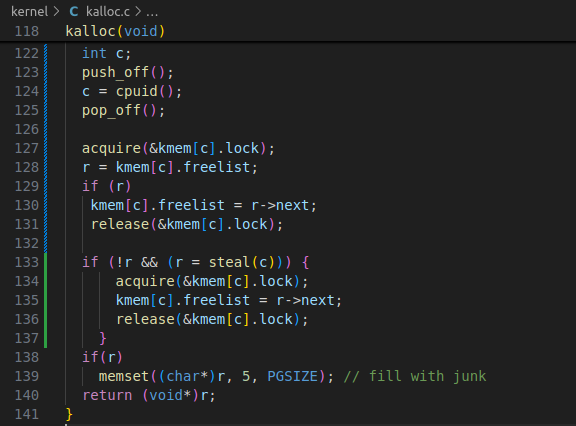 kernel > C kalloc.c > ...
118 kalloc(void)
122 int c;
123 push_off();
124 c = cpuid();
125 pop_off();
126
127 acquire(&kmem[c].lock);
128 r = kmem[c].freelist;
129 if (r)
130 kmem[c].freelist = r->next;
131 release(&kmem[c].lock);
132
133 if (!r && (r = steal(c))) {
134 acquire(&kmem[c].lock);
135 kmem[c].freelist = r->next;
136 release(&kmem[c].lock);
137 }
138 if(r)
139 memset((char*)r, 5, PGSIZE); // fill with junk
140 return (void*)r;
141 }